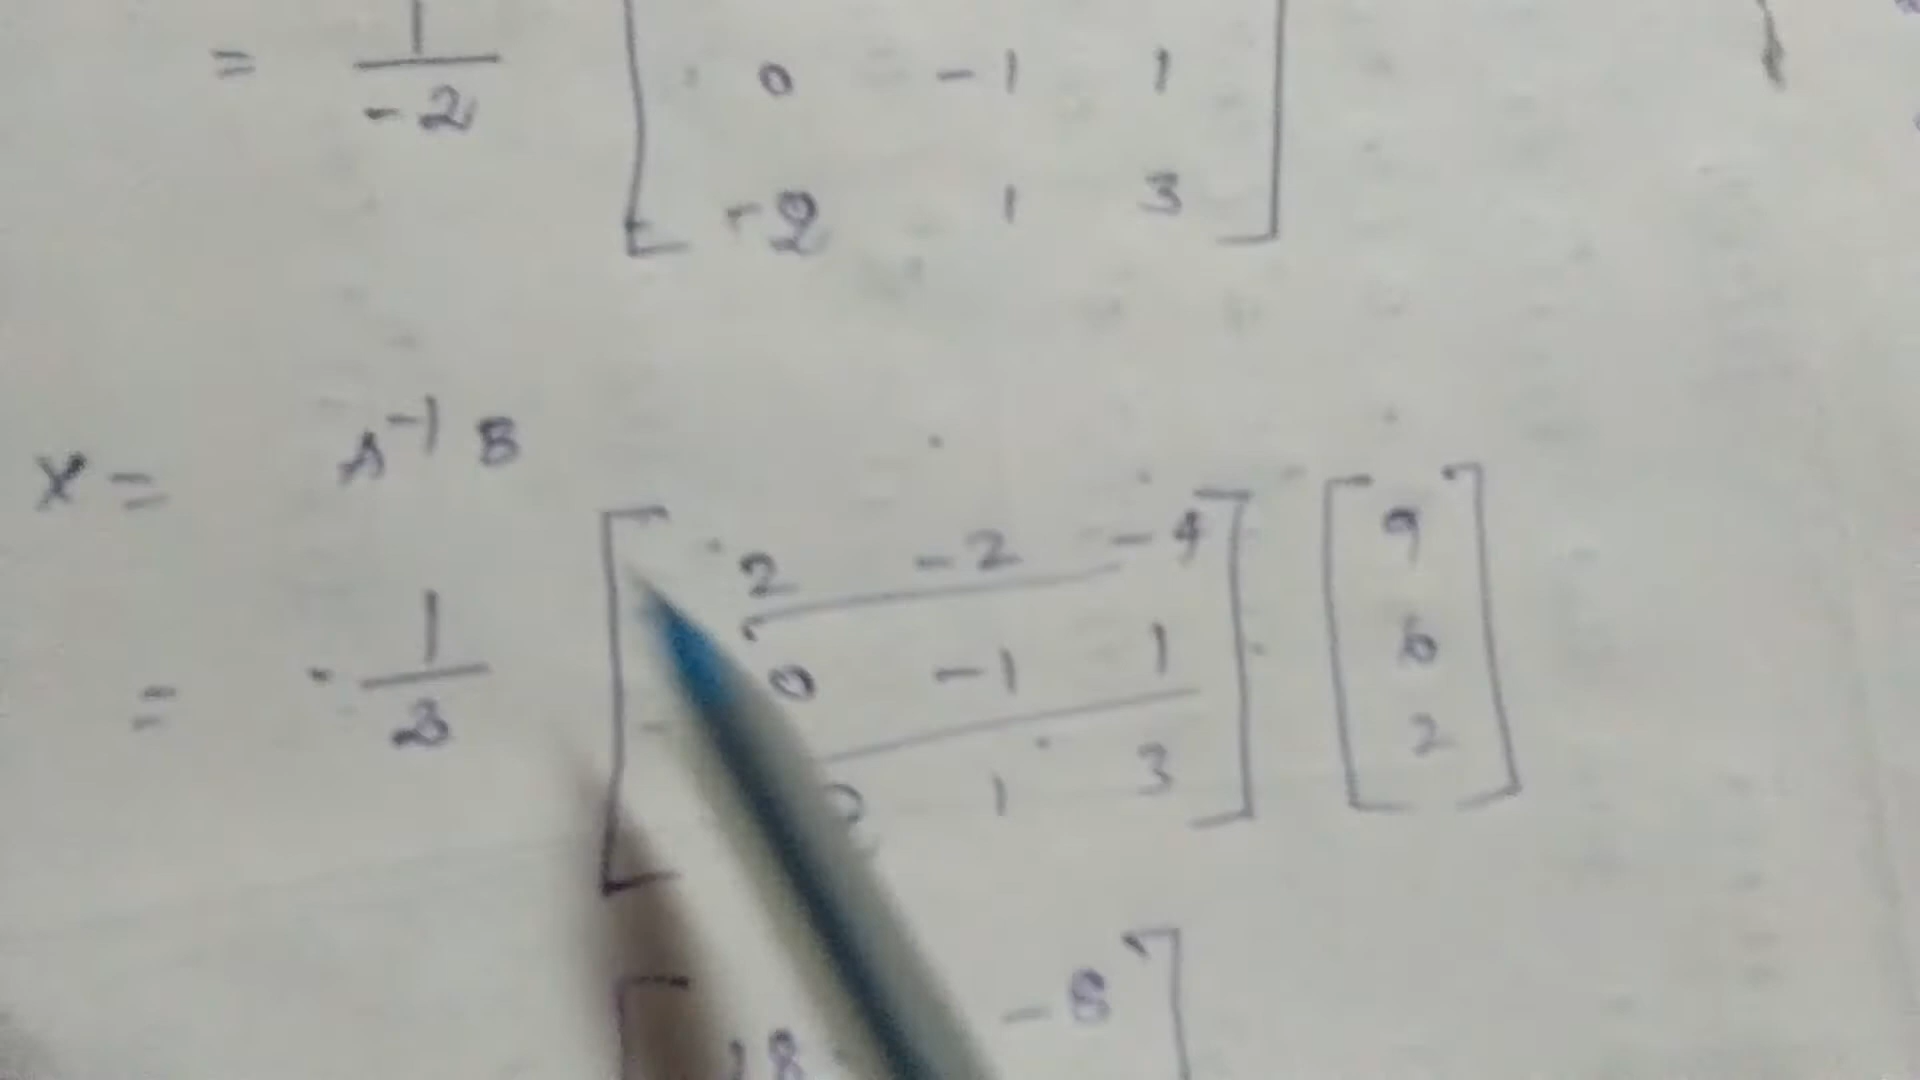 = 1/-2 [ 0 -1 1
-2 1 3 ]
X = A⁻¹ B
= -1/2 [ 2 -2 -4 ] [ 9
0 -1 1 6
1 3 2 ]
18 -8 ]